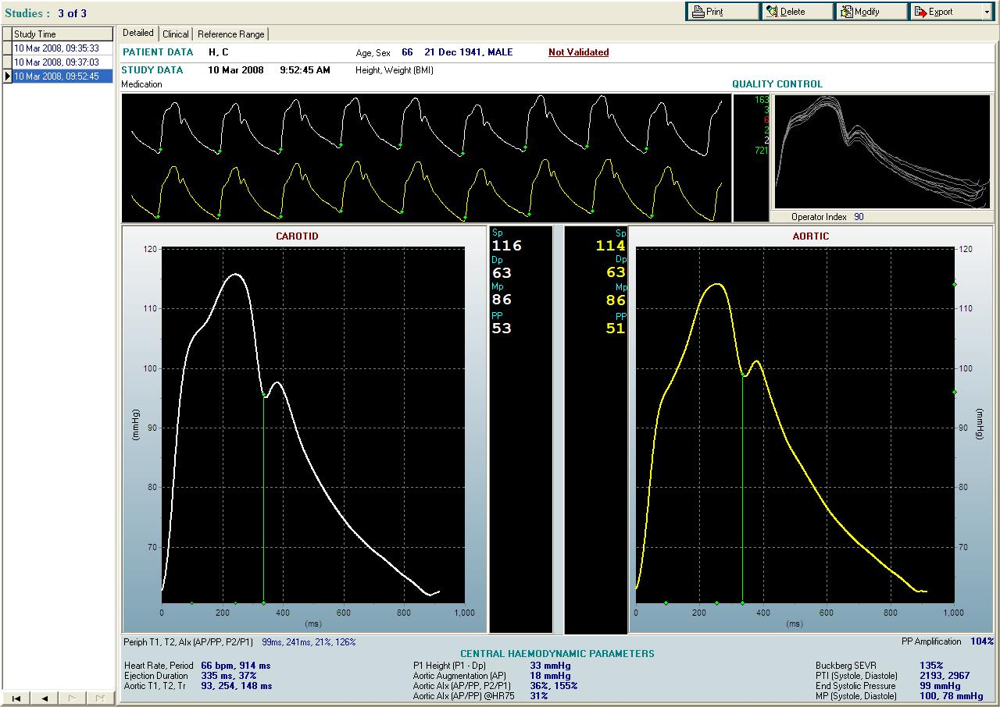 Studies : 3 of 3
Print Delete Modify Export
Study Time
10 Mar 2008, 09:35:33
10 Mar 2008, 09:37:03
10 Mar 2008, 09:52:45
Detailed Clinical Reference Range
PATIENT DATA H, C Age, Sex 66 21 Dec 1941, MALE Not Validated
STUDY DATA 10 Mar 2008 9:52:45 AM Height, Weight (BMI)
Medication
QUALITY CONTROL
163
3
6
2
2
721
Operator Index 90
CAROTID
120
110
100
90
80
70
(mmHg)
0 200 400 600 800 1,000
(ms)
Sp
116
Dp
63
Mp
86
PP
53
Sp
114
Dp
63
Mp
86
PP
51
AORTIC
120
110
100
90
80
70
(mmHg)
0 200 400 600 800 1,000
(ms)
Periph T1, T2, AIx (AP/PP, P2/P1) 99ms, 241ms, 21%, 126%
PP Amplification 104%
CENTRAL HAEMODYNAMIC PARAMETERS
Heart Rate, Period 66 bpm, 914 ms
Ejection Duration 335 ms, 37%
Aortic T1, T2, Tr 93, 254, 148 ms
P1 Height (P1 - Dp) 33 mmHg
Aortic Augmentation (AP) 18 mmHg
Aortic AIx (AP/PP, P2/P1) 36%, 155%
Aortic AIx (AP/PP) @HR75 31%
Buckberg SEVR 135%
PTI (Systole, Diastole) 2193, 2967
End Systolic Pressure 99 mmHg
MP (Systole, Diastole) 100, 78 mmHg